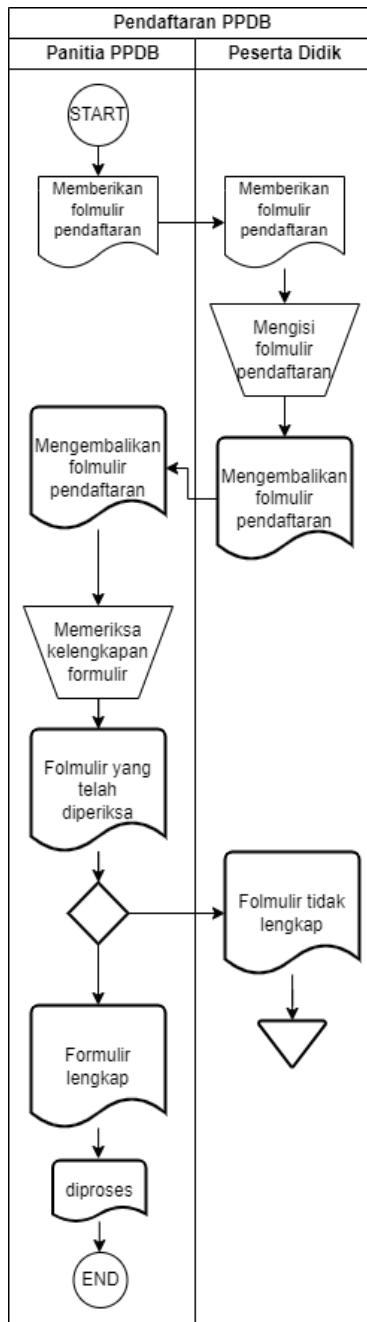 Pendaftaran PPDB
Panitia PPDB
Peserta Didik
START
Memberikan
folmulir
pendaftaran
Memberikan
folmulir
pendaftaran
Mengisi
folmulir
pendaftaran
Mengembalikan
folmulir
pendaftaran
Mengembalikan
folmulir
pendaftaran
Memeriksa
kelengkapan
formulir
Folmulir yang
telah
diperiksa
Folmulir tidak
lengkap
Formulir
lengkap
diproses
END